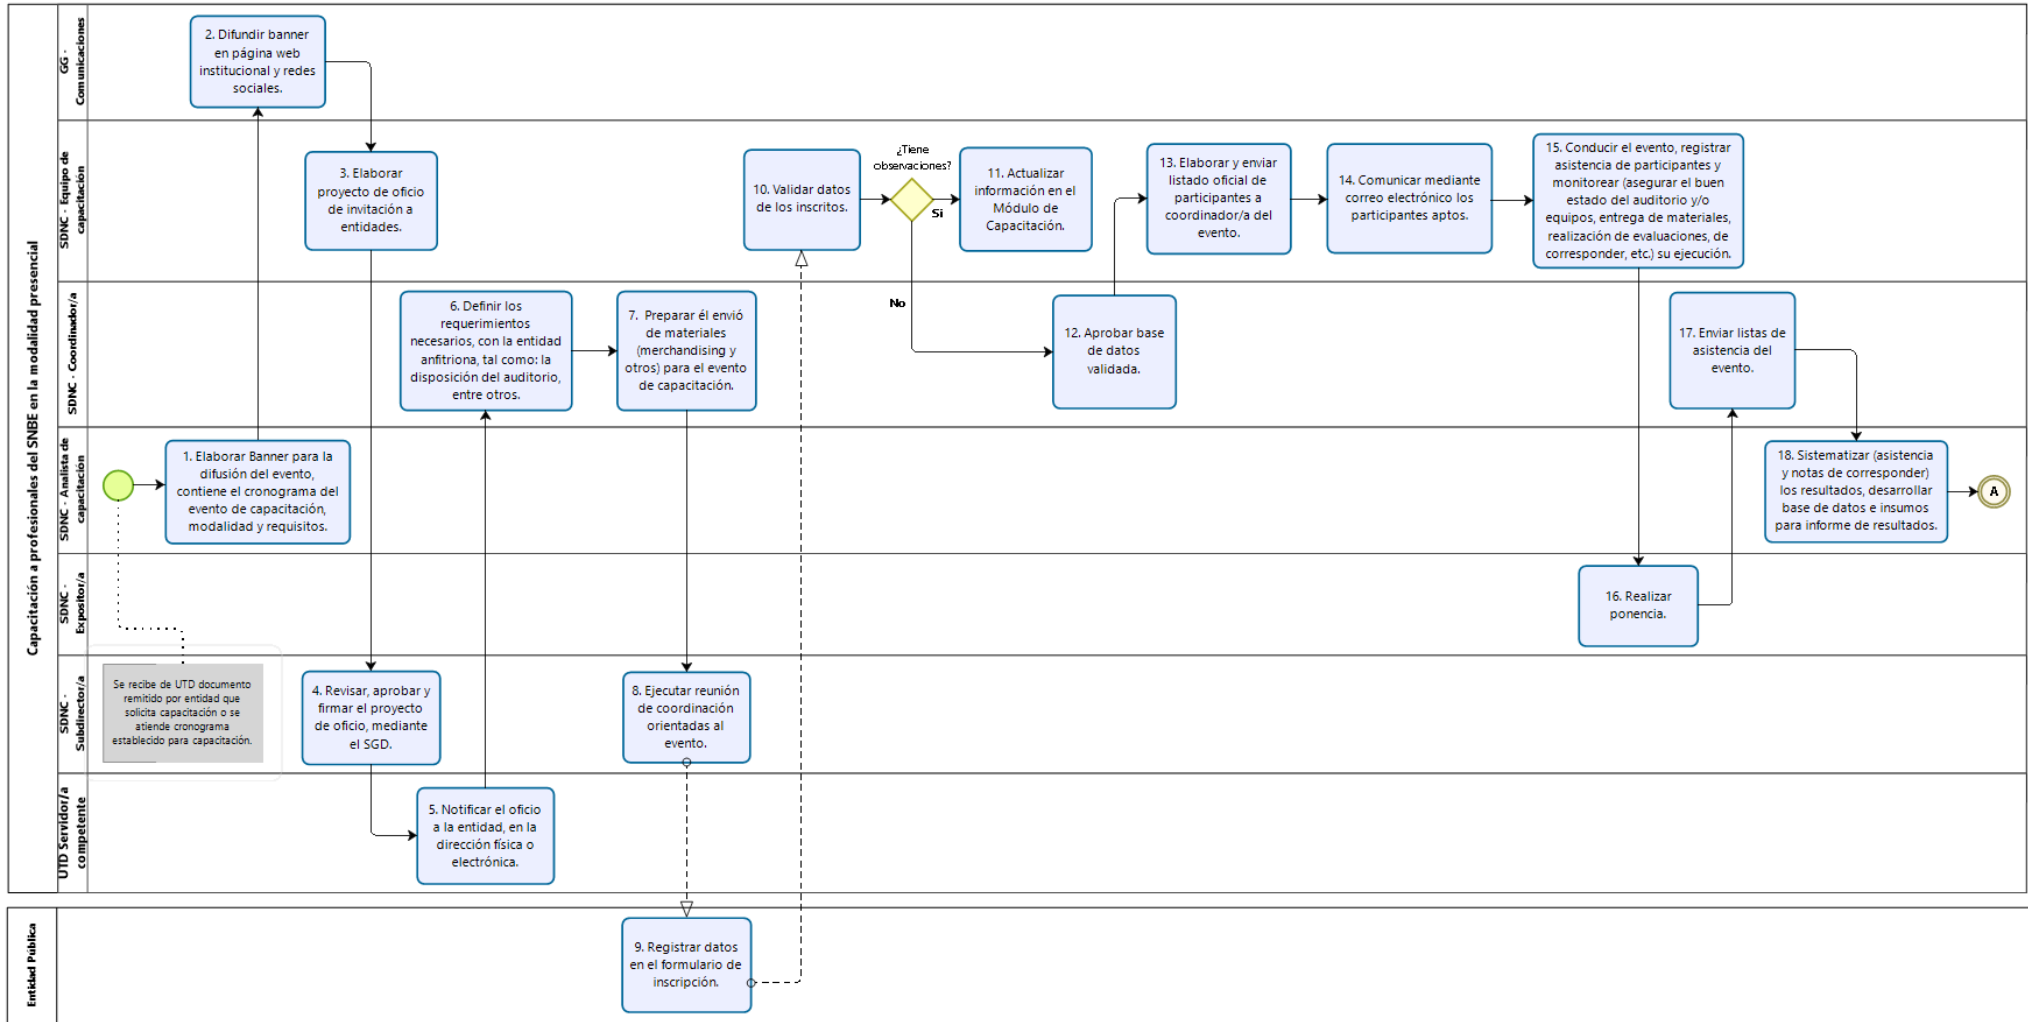 Capacitación a profesionales del SNBE en la modalidad presencial
GG -
Comunicaciones
2. Difundir banner
en página web
institucional y redes
sociales.
SDNC - Equipo de
capacitación
3. Elaborar
proyecto de oficio
de invitación a
entidades.
10. Validar datos
de los inscritos.
¿Tiene
observaciones?
Si
No
11. Actualizar
información en el
Módulo de
Capacitación.
13. Elaborar y enviar
listado oficial de
participantes a
coordinador/a del
evento.
14. Comunicar mediante
correo electrónico los
participantes aptos.
15. Conducir el evento, registrar
asistencia de participantes y
monitorear (asegurar el buen
estado del auditorio y/o
equipos, entrega de materiales,
realización de evaluaciones, de
corresponder, etc.) su ejecución.
SDNC - Coordinador/a
6. Definir los
requerimientos
necesarios, con la entidad
anfitriona, tal como: la
disposición del auditorio,
entre otros.
7. Preparar él envió
de materiales
(merchandising y
otros) para el evento
de capacitación.
12. Aprobar base
de datos
validada.
17. Enviar listas de
asistencia del
evento.
SDNC - Analista de
capacitación
1. Elaborar Banner para la
difusión del evento,
contiene el cronograma del
evento de capacitación,
modalidad y requisitos.
18. Sistematizar (asistencia
y notas de corresponder)
los resultados, desarrollar
base de datos e insumos
para informe de resultados.
A
SDNC -
Expositor/a
16. Realizar
ponencia.
SDNC -
Subdirector/a
Se recibe de UTD documento
remitido por entidad que
solicita capacitación o se
atiende cronograma
establecido para capacitación.
4. Revisar, aprobar y
firmar el proyecto
de oficio, mediante
el SGD.
8. Ejecutar reunión
de coordinación
orientadas al
evento.
UTD Servidor/a
competente
5. Notificar el oficio
a la entidad, en la
dirección física o
electrónica.
Entidad Pública
9. Registrar datos
en el formulario de
inscripción.